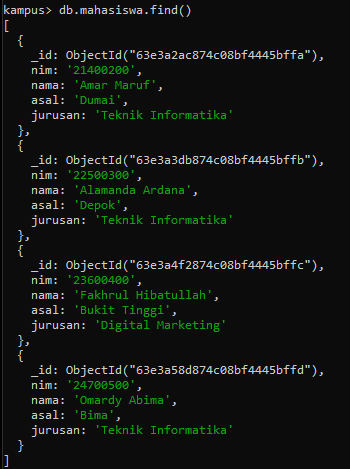 kampus> db.mahasiswa.find()
[
  {
    _id: ObjectId("63e3a2ac874c08bf4445bffa"),
    nim: '21400200',
    nama: 'Amar Maruf',
    asal: 'Dumai',
    jurusan: 'Teknik Informatika'
  },
  {
    _id: ObjectId("63e3a3db874c08bf4445bffb"),
    nim: '22500300',
    nama: 'Alamanda Ardana',
    asal: 'Depok',
    jurusan: 'Teknik Informatika'
  },
  {
    _id: ObjectId("63e3a4f2874c08bf4445bffc"),
    nim: '23600400',
    nama: 'Fakhrul Hibatullah',
    asal: 'Bukit Tinggi',
    jurusan: 'Digital Marketing'
  },
  {
    _id: ObjectId("63e3a58d874c08bf4445bffd"),
    nim: '24700500',
    nama: 'Omardy Abima',
    asal: 'Bima',
    jurusan: 'Teknik Informatika'
  }
]